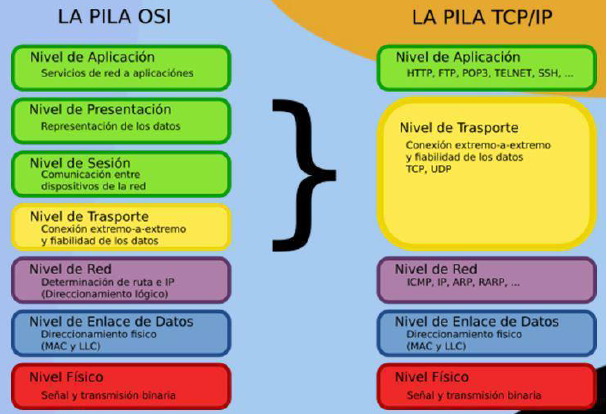 LA PILA OSI
Nivel de Aplicación
Servicios de red a aplicaciónes
Nivel de Presentación
Representación de los datos
Nivel de Sesión
Comunicación entre
dispositivos de la red
Nivel de Trasporte
Conexión extremo-a-extremo
y fiabilidad de los datos
Nivel de Red
Determinación de ruta e IP
(Direccionamiento lógico)
Nivel de Enlace de Datos
Direccionamiento fisico
(MAC y LLC)
Nivel Físico
Señal y transmisión binaria
LA PILA TCP/IP
Nivel de Aplicación
HTTP, FTP, POP3, TELNET, SSH, ...
Nivel de Trasporte
Conexión extremo-a-extremo
y fiabilidad de los datos
TCP, UDP
Nivel de Red
ICMP, IP, ARP, RARP, ...
Nivel de Enlace de Datos
Direccionamiento fisico
(MAC y LLC)
Nivel Físico
Señal y transmisión binaria